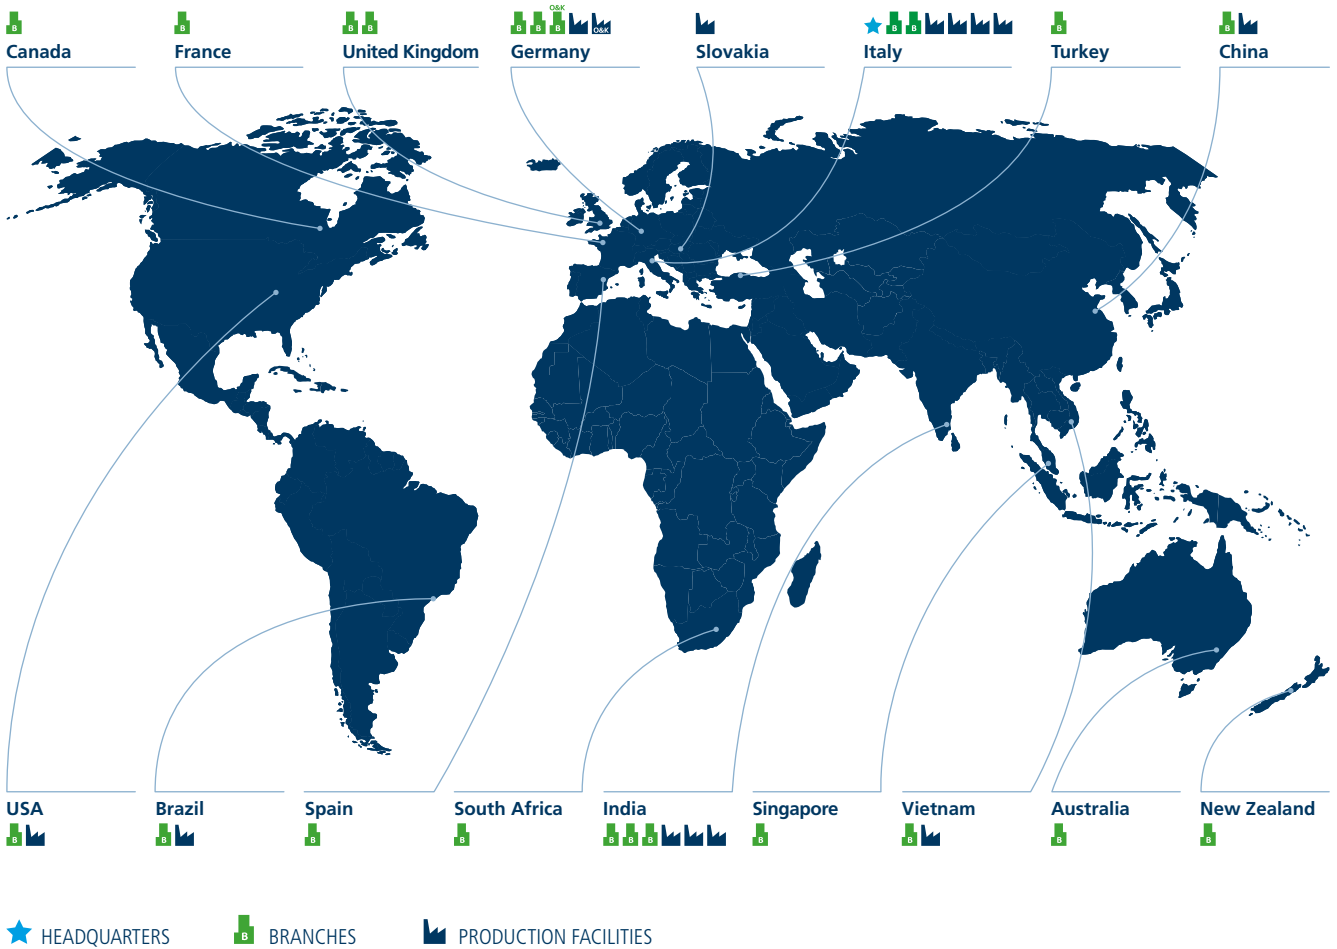 O&K
B B B B B B B O&K B B B B
Canada France United Kingdom Germany Slovakia Italy Turkey China
USA Brazil Spain South Africa India Singapore Vietnam Australia New Zealand
B B B B B B B B B B B
HEADQUARTERS B BRANCHES PRODUCTION FACILITIES